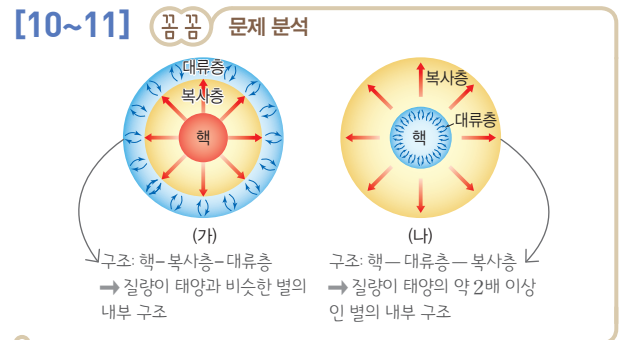 [10~11] 꼼꼼 문제 분석
대류층
복사층
핵
복사층
대류층
핵
(가)
(나)
구조: 핵-복사층-대류층
➡ 질량이 태양과 비슷한 별의
내부 구조
구조: 핵 — 대류층 — 복사층
➡ 질량이 태양의 약 2배 이상
인 별의 내부 구조